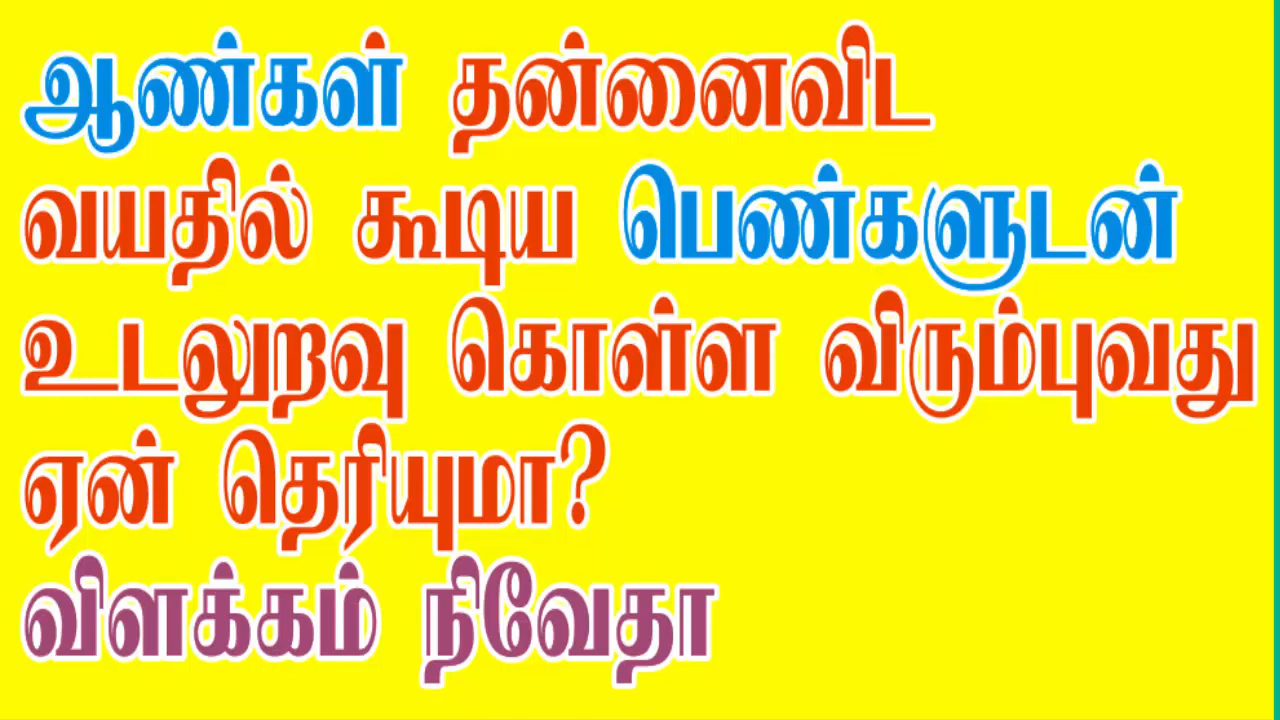 ஆண்கள் தன்னைவிட
வயதில் கூடிய பெண்களுடன்
உடலுறவு கொள்ள விரும்புவது
ஏன் தெரியுமா?
விளக்கம் நிவேதா